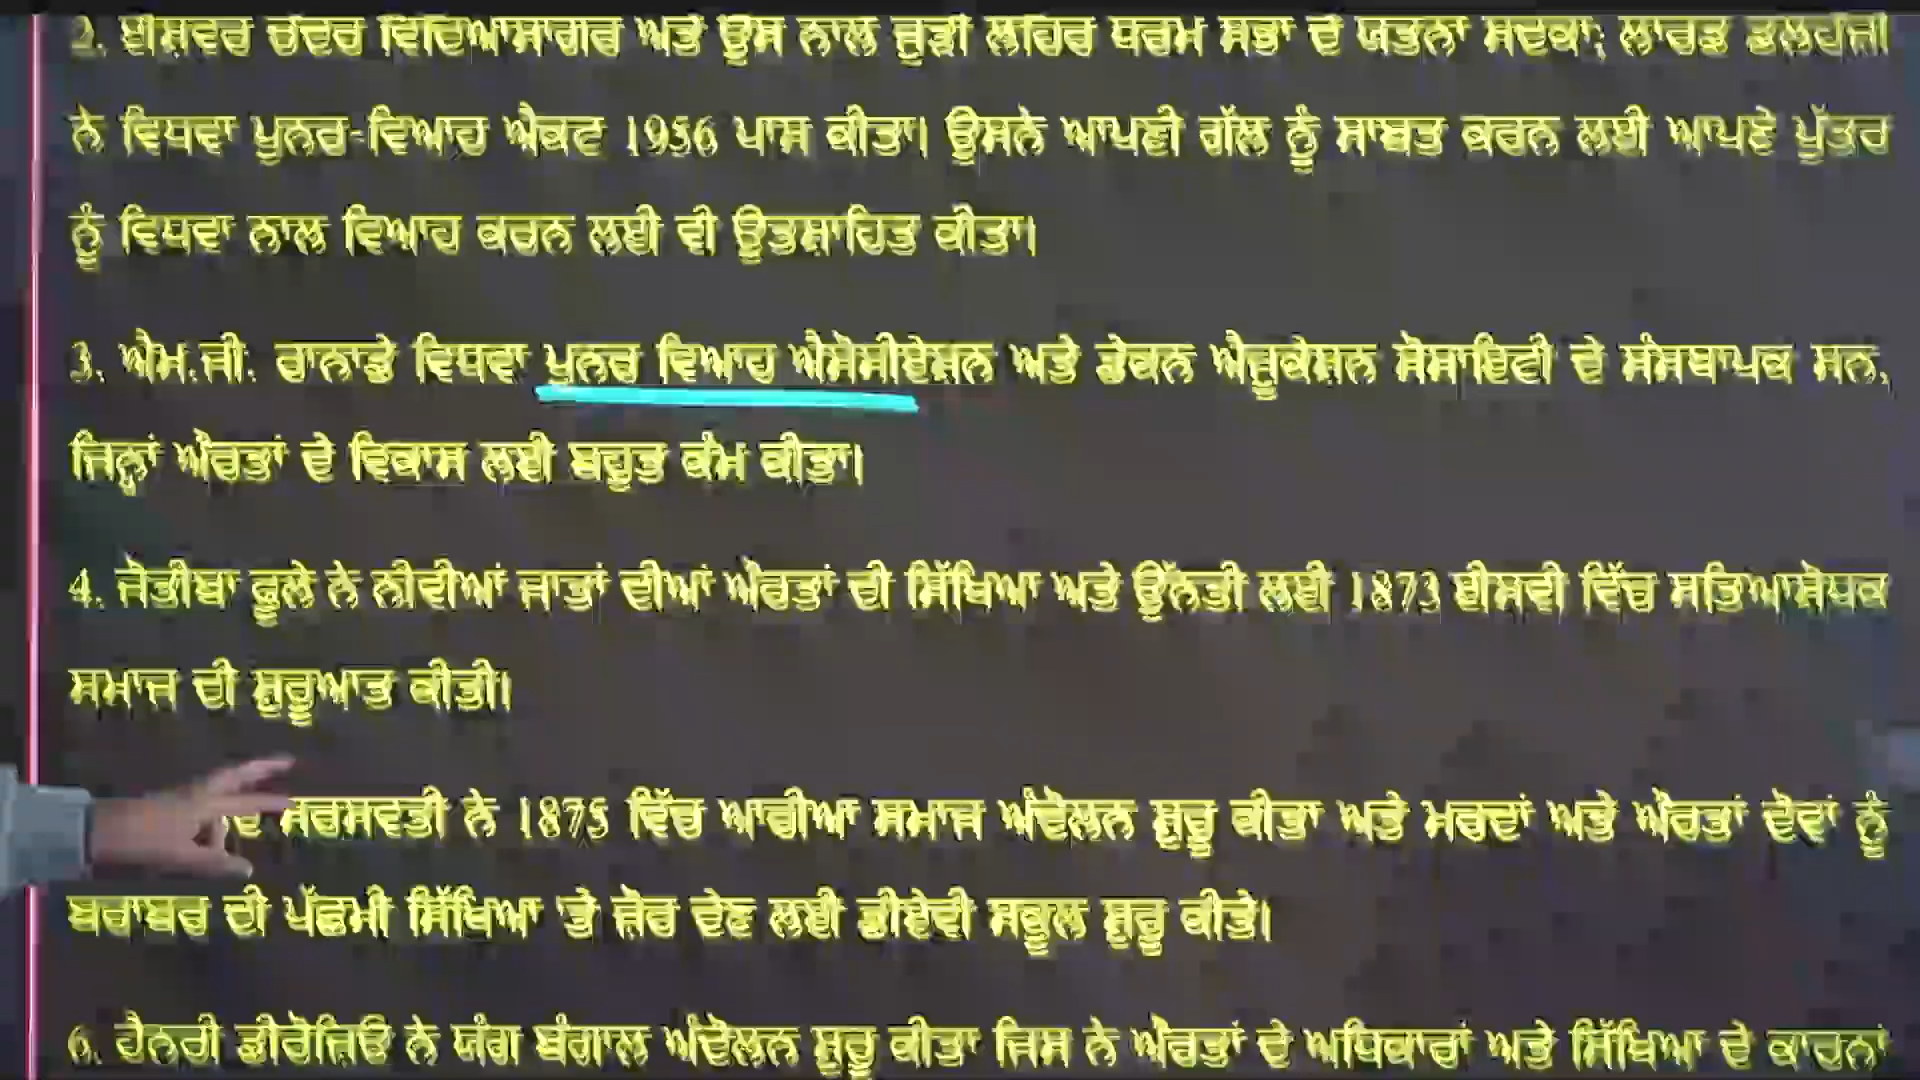 2. ਈਸ਼ਵਰ ਚੰਦਰ ਵਿੱਦਿਆਸਾਗਰ ਅਤੇ ਉਸ ਨਾਲ ਜੁੜੀ ਲਹਿਰ ਧਰਮ ਸਭਾ ਦੇ ਯਤਨਾਂ ਸਦਕਾ; ਲਾਰਡ ਡਲਹੌਜੀ
ਨੇ ਵਿਧਵਾ ਪੁਨਰ-ਵਿਆਹ ਐਕਟ 1956 ਪਾਸ ਕੀਤਾ। ਉਸਨੇ ਆਪਣੀ ਗੱਲ ਨੂੰ ਸਾਬਤ ਕਰਨ ਲਈ ਆਪਣੇ ਪੁੱਤਰ
ਨੂੰ ਵਿਧਵਾ ਨਾਲ ਵਿਆਹ ਕਰਨ ਲਈ ਵੀ ਉਤਸ਼ਾਹਿਤ ਕੀਤਾ।
3. ਐਮ.ਜੀ. ਰਾਨਾਡੇ ਵਿਧਵਾ ਪੁਨਰ ਵਿਆਹ ਐਸੋਸੀਏਸ਼ਨ ਅਤੇ ਡੇਕਨ ਐਜੂਕੇਸ਼ਨ ਸੋਸਾਇਟੀ ਦੇ ਸੰਸਥਾਪਕ ਸਨ,
ਜਿਨ੍ਹਾਂ ਔਰਤਾਂ ਦੇ ਵਿਕਾਸ ਲਈ ਬਹੁਤ ਕੰਮ ਕੀਤਾ।
4. ਜੋਤੀਬਾ ਫੂਲੇ ਨੇ ਨੀਵੀਆਂ ਜਾਤਾਂ ਦੀਆਂ ਔਰਤਾਂ ਦੀ ਸਿੱਖਿਆ ਅਤੇ ਉੱਨਤੀ ਲਈ 1873 ਈਸਵੀ ਵਿੱਚ ਸਤਿਆਸ਼ੋਧਕ
ਸਮਾਜ ਦੀ ਸ਼ੁਰੂਆਤ ਕੀਤੀ।
ਸਰਸਵਤੀ ਨੇ 1875 ਵਿੱਚ ਆਰੀਆ ਸਮਾਜ ਅੰਦੋਲਨ ਸ਼ੁਰੂ ਕੀਤਾ ਅਤੇ ਮਰਦਾਂ ਅਤੇ ਔਰਤਾਂ ਦੋਵਾਂ ਨੂੰ
ਬਰਾਬਰ ਦੀ ਪੱਛਮੀ ਸਿੱਖਿਆ 'ਤੇ ਜ਼ੋਰ ਦੇਣ ਲਈ ਡੀਏਵੀ ਸਕੂਲ ਸ਼ੁਰੂ ਕੀਤੇ।
6. ਹੈਨਰੀ ਡੀਰੋਜ਼ਿਓ ਨੇ ਯੰਗ ਬੰਗਾਲ ਅੰਦੋਲਨ ਸ਼ੁਰੂ ਕੀਤਾ ਜਿਸ ਨੇ ਔਰਤਾਂ ਦੇ ਅਧਿਕਾਰਾਂ ਅਤੇ ਸਿੱਖਿਆ ਦੇ ਕਾਰਨਾਂ